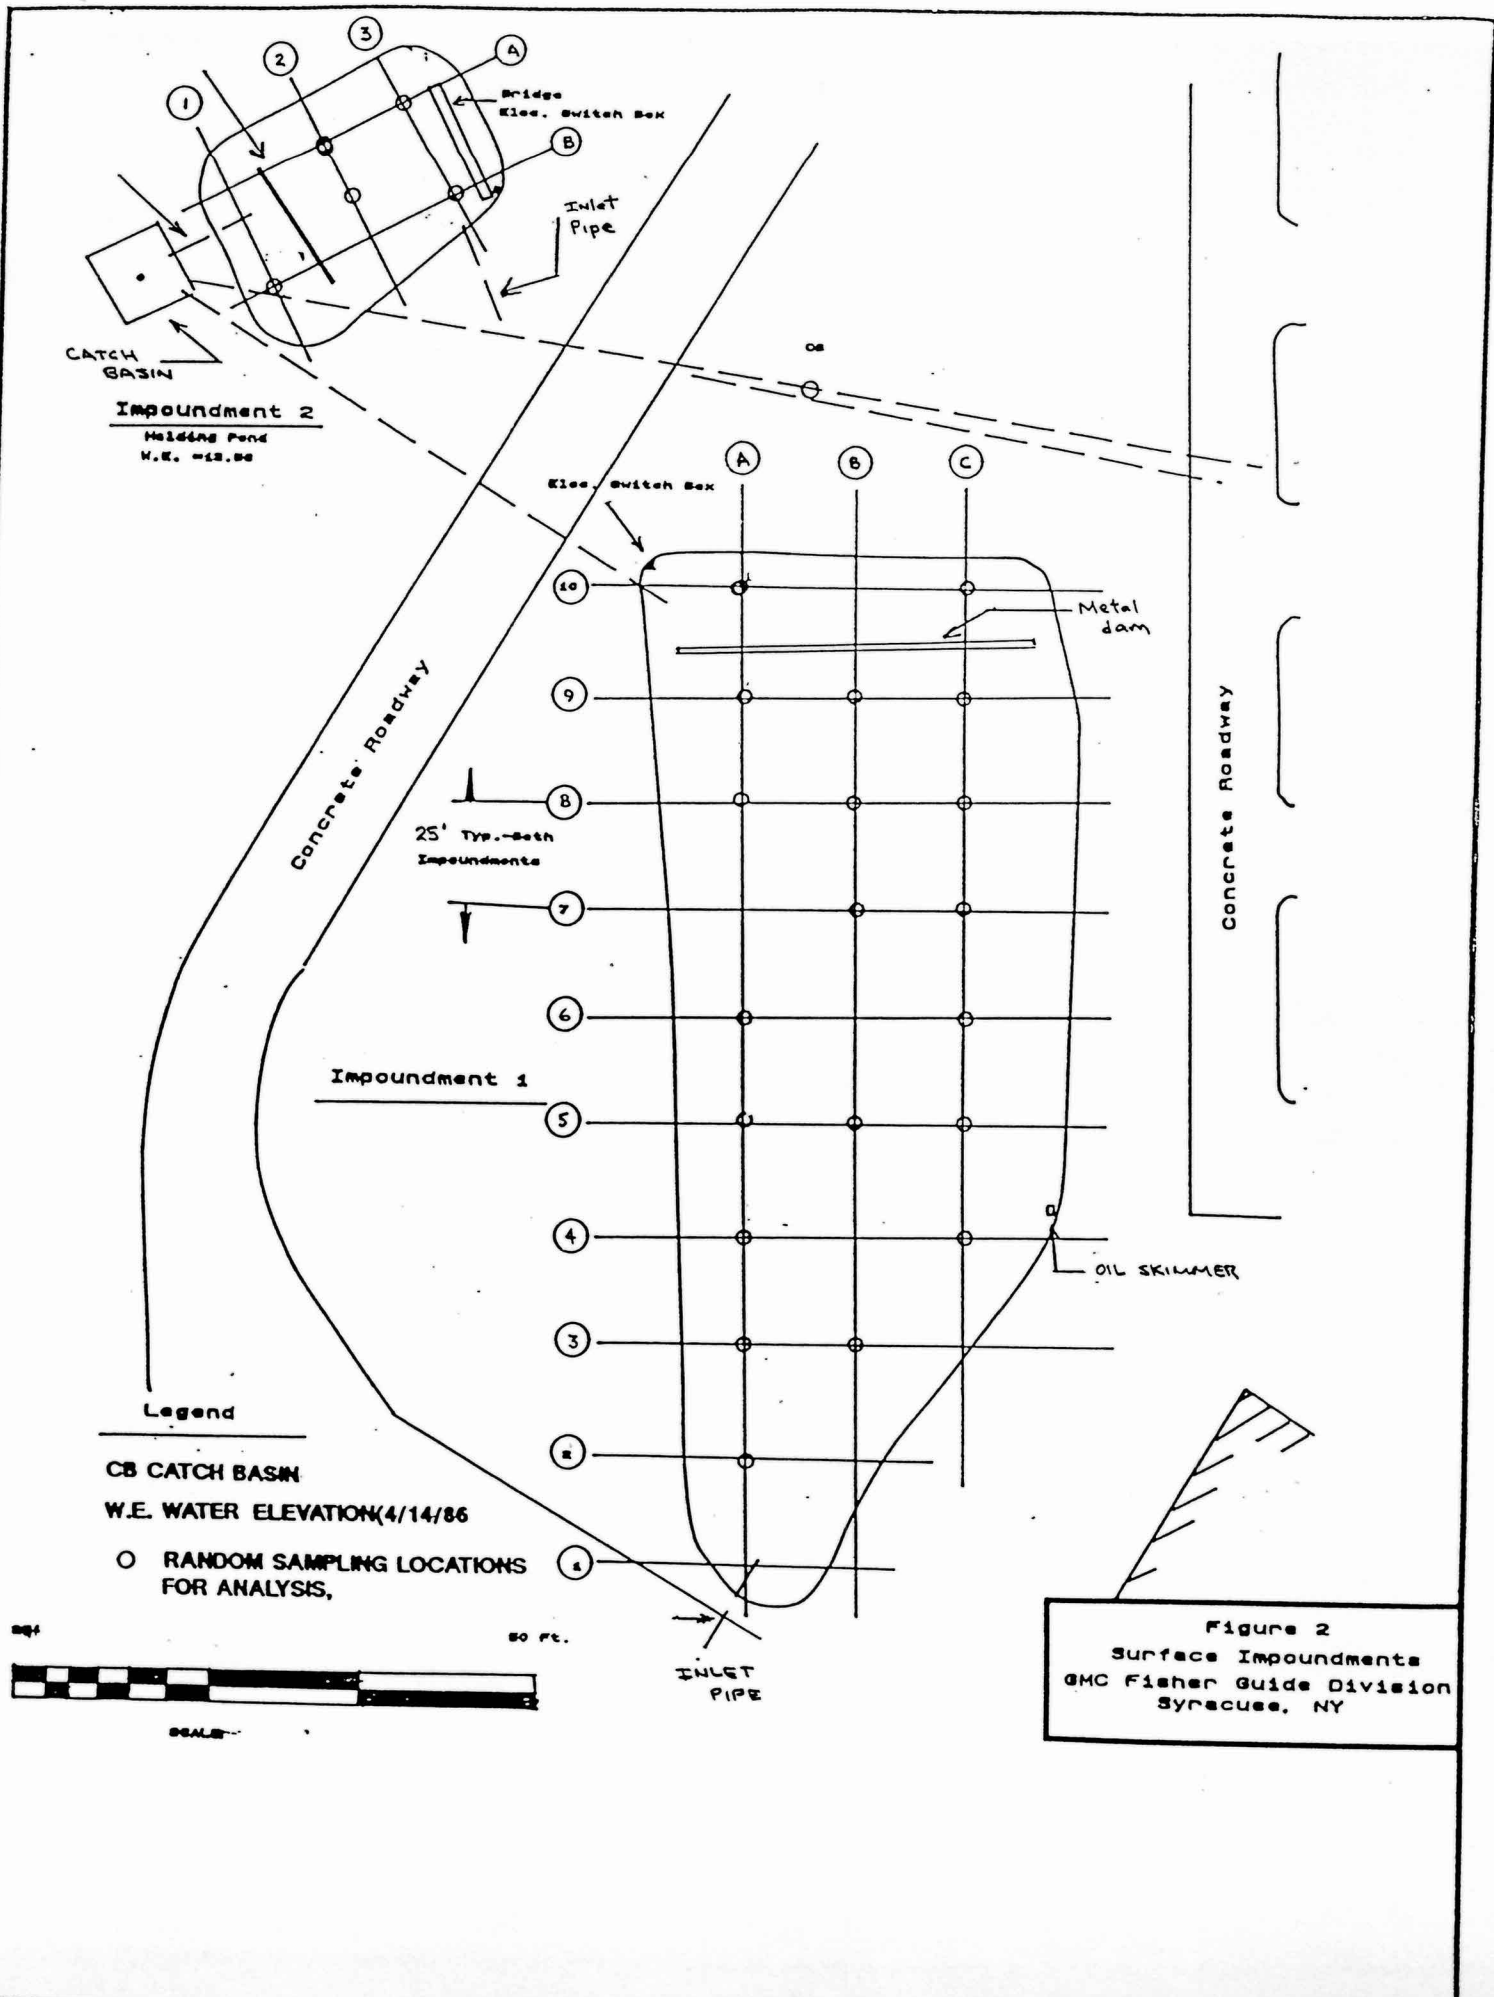 3
A
2
Bridge
Elec. Switch Box
1
B
Inlet
Pipe
CATCH
BASIN
Impoundment 2
Holding Pond
W.E.
A
B
C
Elec. Switch Box
10
Metal
dam
9
Concrete Roadway
Concrete Roadway
8
25' Typ.-Both
Impoundments
7
6
Impoundment 1
5
4
OIL SKIMMER
3
Legend
2
CB CATCH BASIN
W.E. WATER ELEVATION(4/14/86
RANDOM SAMPLING LOCATIONS
FOR ANALYSIS,
1
50 Ft.
INLET
PIPE
SCALE
Figure 2
Surface Impoundments
GMC Fisher Guide Division
Syracuse, NY